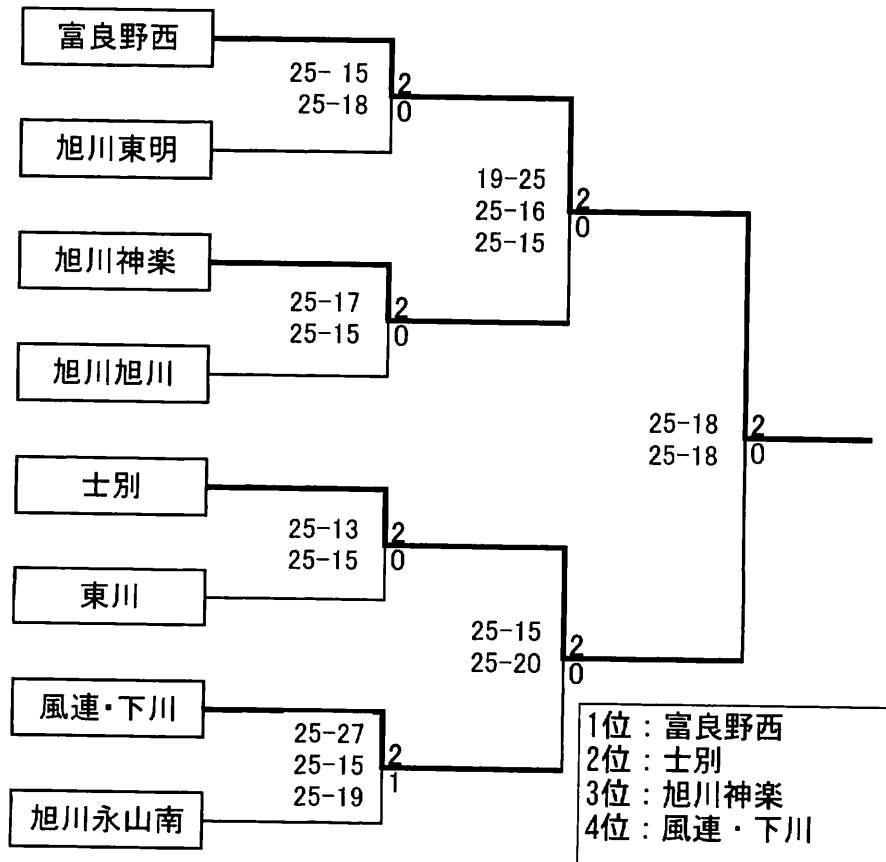 富良野西
25- 15
25-18
2
0
旭川東明
19-25
25-16
25-15
2
0
旭川神楽
25-17
25-15
2
0
旭川旭川
25-18
25-18
2
0
士別
25-13
25-15
2
0
東川
25-15
25-20
2
0
風連・下川
25-27
25-15
25-19
2
1
旭川永山南
1位：富良野西
2位：士別
3位：旭川神楽
4位：風連・下川